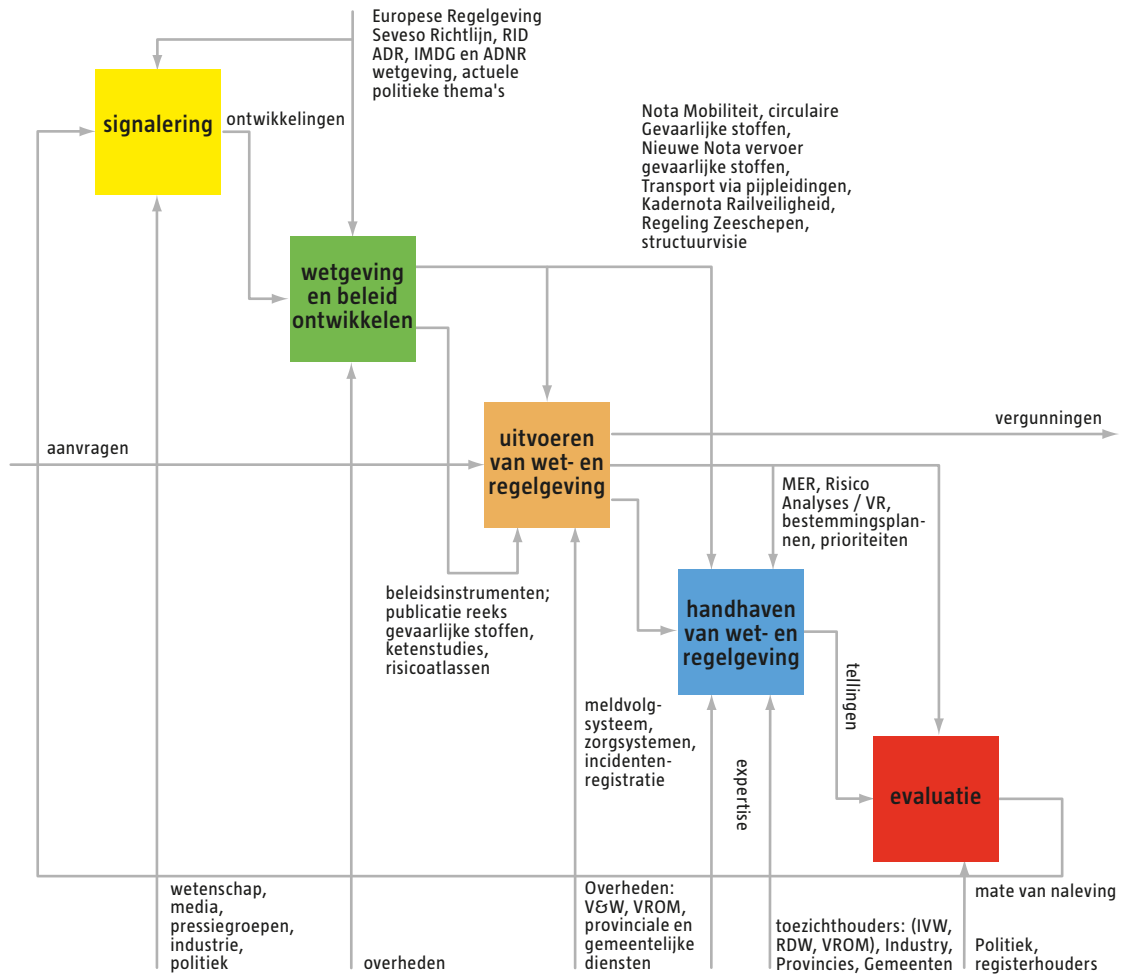 Europese Regelgeving
Seveso Richtlijn, RID
ADR, IMDG en ADNR
wetgeving, actuele
politieke thema's
signalering
ontwikkelingen
Nota Mobiliteit, circulaire
Gevaarlijke stoffen,
Nieuwe Nota vervoer
gevaarlijke stoffen,
Transport via pijpleidingen,
Kadernota Railveiligheid,
Regeling Zeeschepen,
structuurvisie
wetgeving
en beleid
ontwikkelen
aanvragen
uitvoeren
van wet- en
regelgeving
vergunningen
MER, Risico
Analyses / VR,
bestemmingsplan-
nen, prioriteiten
beleidsinstrumenten;
publicatie reeks
gevaarlijke stoffen,
ketenstudies,
risicoatlassen
handhaven
van wet- en
regelgeving
tellingen
meldvolg-
systeem,
zorgsystemen,
incidenten-
registratie
expertise
evaluatie
mate van naleving
wetenschap,
media,
pressiegroepen,
industrie,
politiek
overheden
Overheden:
V&W, VROM,
provinciale en
gemeentelijke
diensten
toezichthouders: (IVW,
RDW, VROM), Industry,
Provincies, Gemeenten
Politiek,
registerhouders